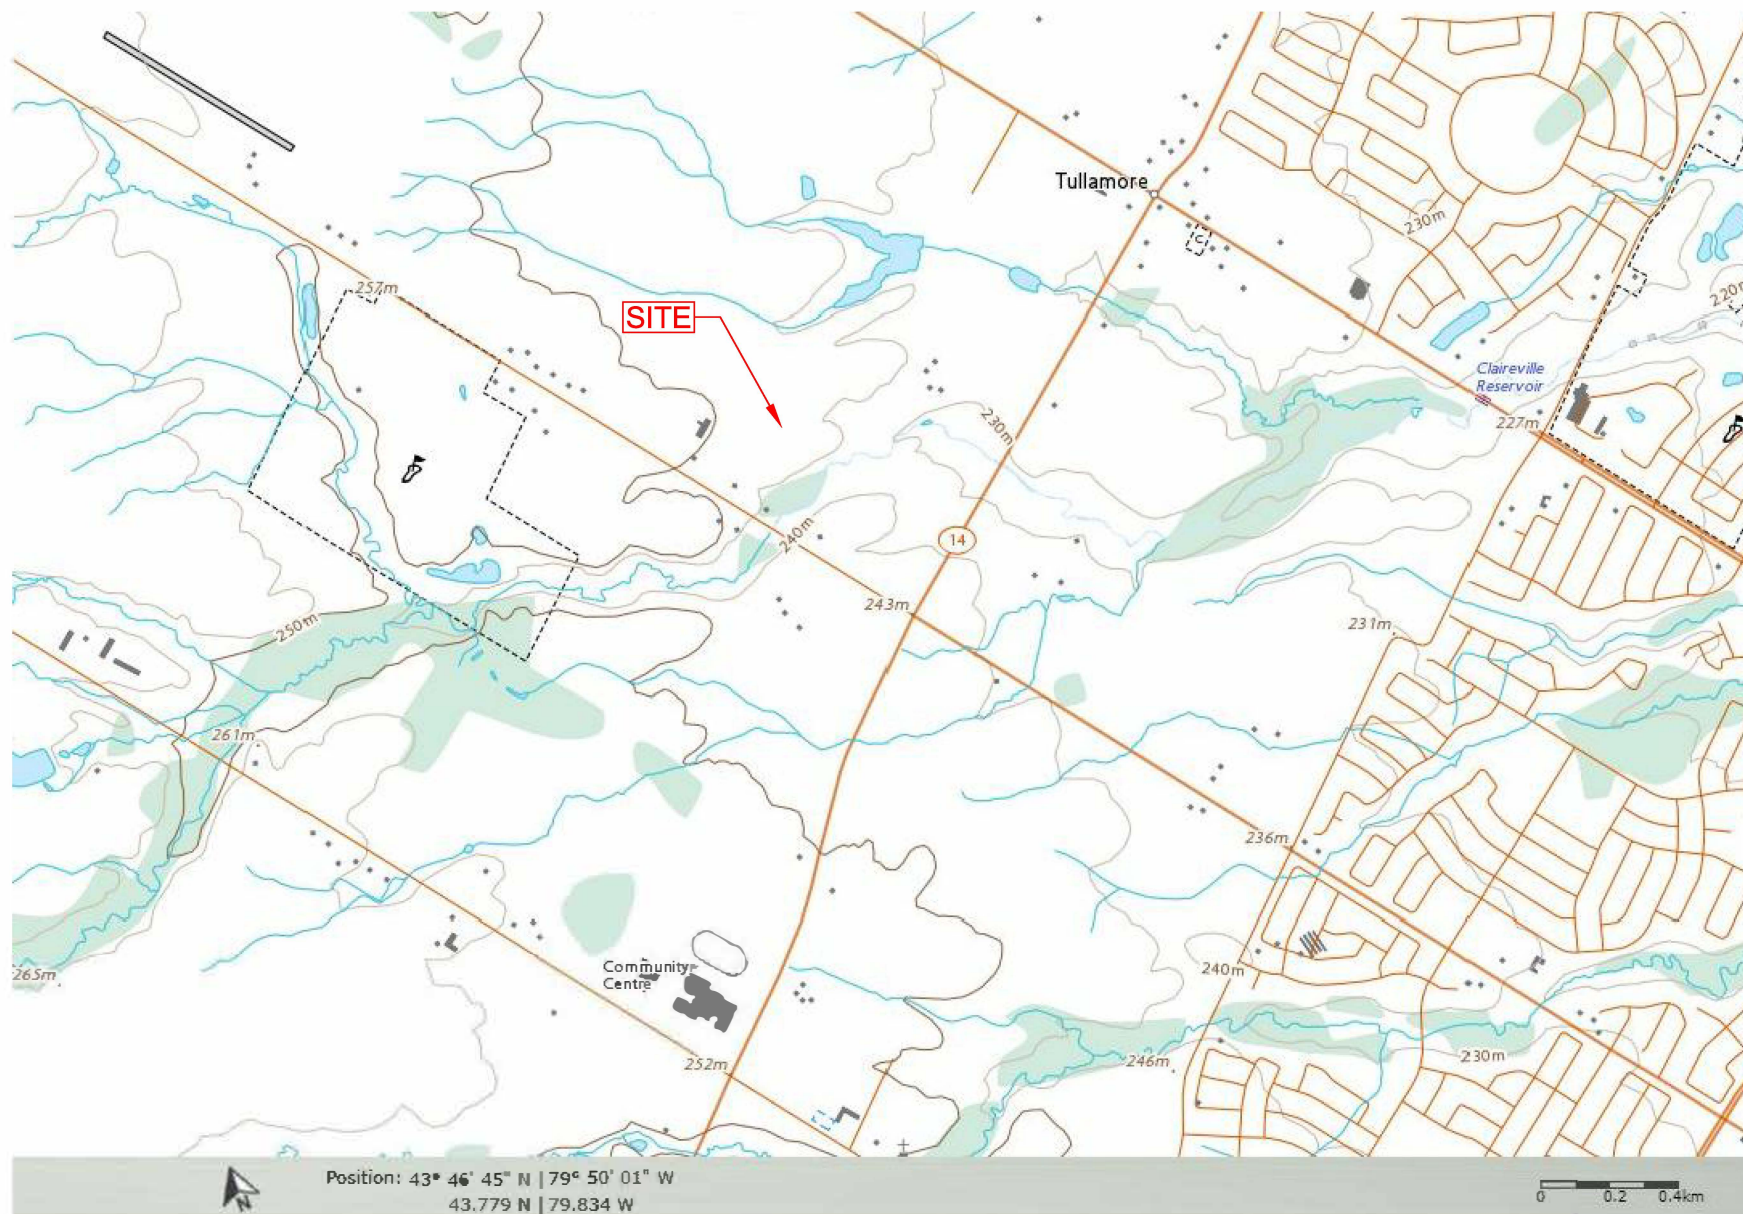 Tullamore
C
230m
257m
SITE
220m
Claireville
Reservoir
230m
227m
240m
14
243m
231m
250m
261m
236m
Community
Centre
265m
240m
252m
246m
230m
N
Position: 43° 46' 45" N | 79° 50' 01" W
43.779 N | 79.834 W
0 0.2 0.4km